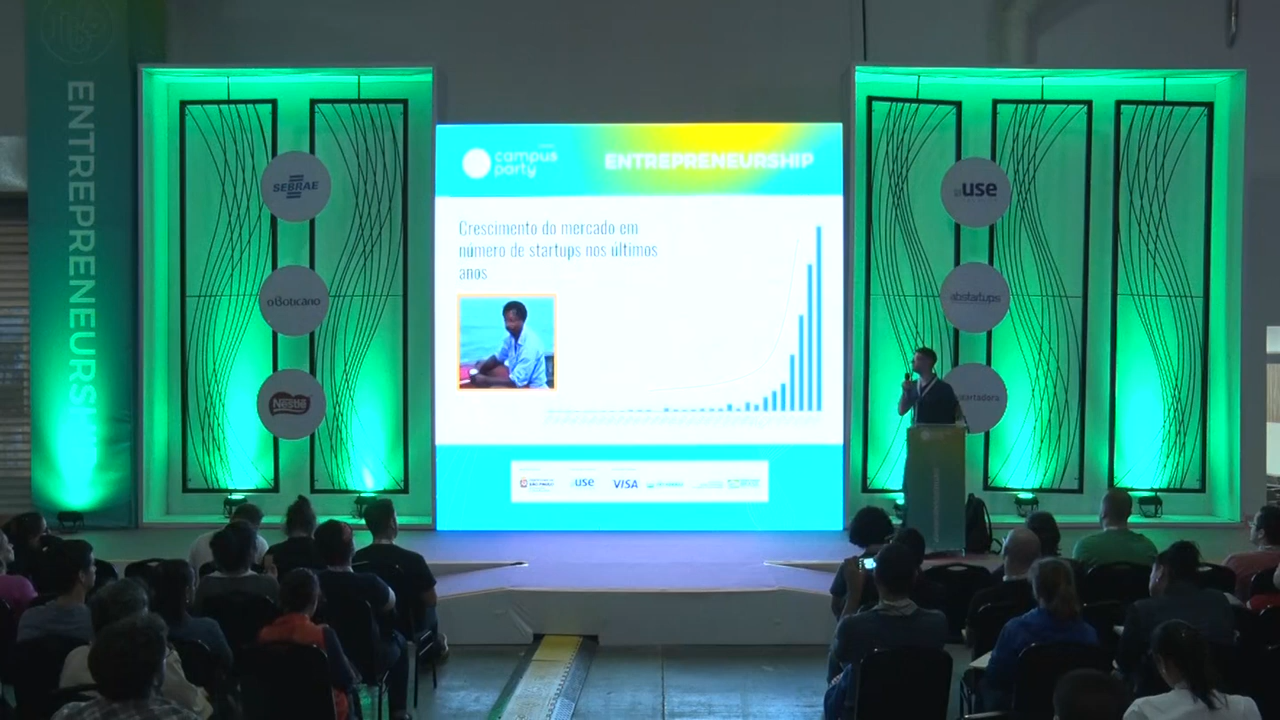 ENTREPRENEURSHIP
SEBRAE
oBoticário
Nestlé
campus
party
ENTREPRENEURSHIP
Crescimento do mercado em
número de startups nos últimos
anos
use
VISA
use
abstartups